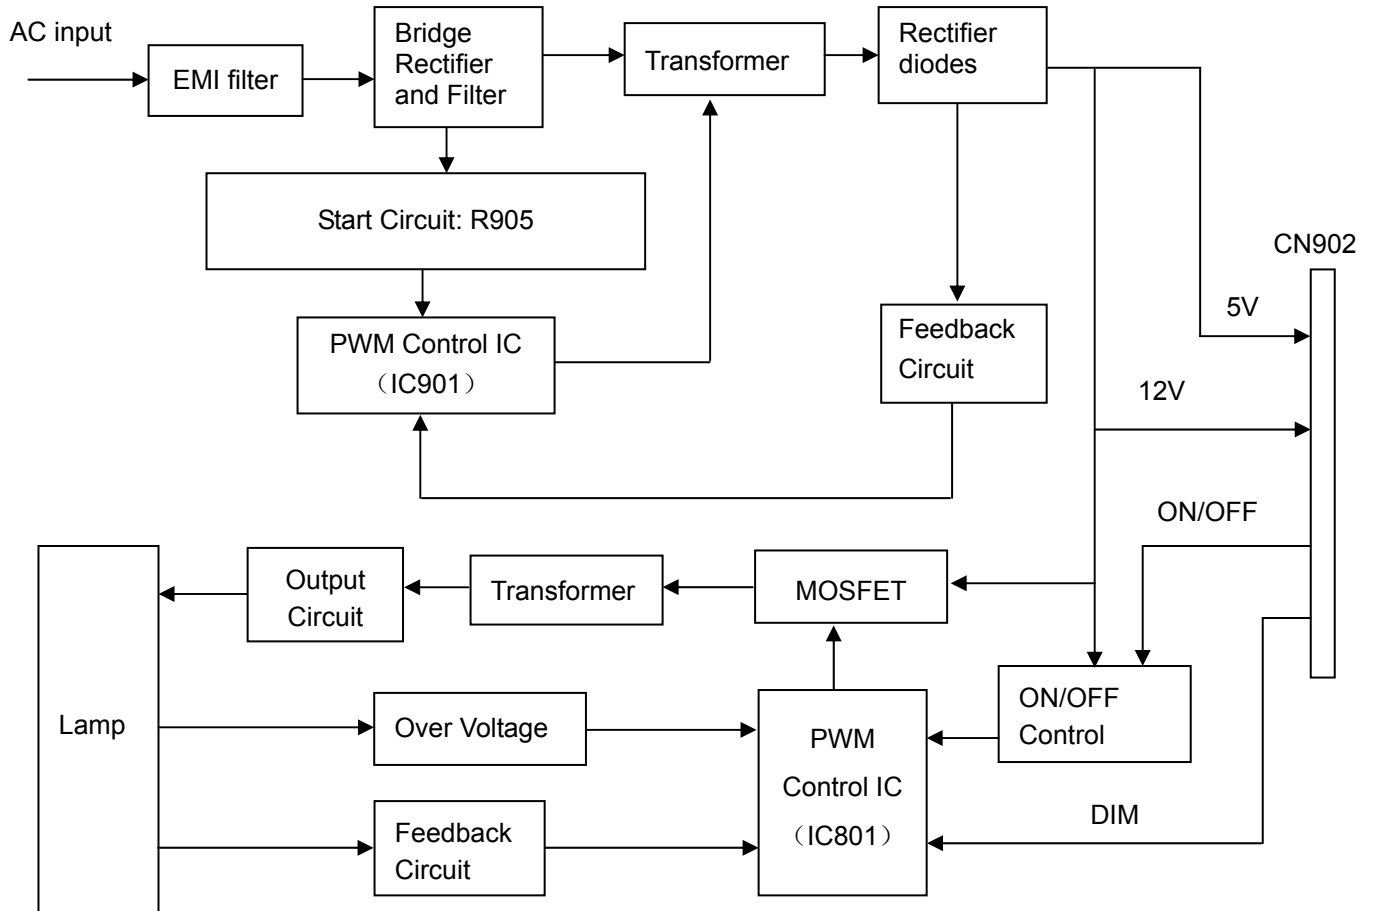 AC input
EMI filter
Bridge
Rectifier
and Filter
Transformer
Rectifier
diodes
Start Circuit: R905
CN902
5V
PWM Control IC
（IC901）
Feedback
Circuit
12V
ON/OFF
Output
Circuit
Transformer
MOSFET
Lamp
Over Voltage
PWM
Control IC
（IC801）
ON/OFF
Control
DIM
Feedback
Circuit